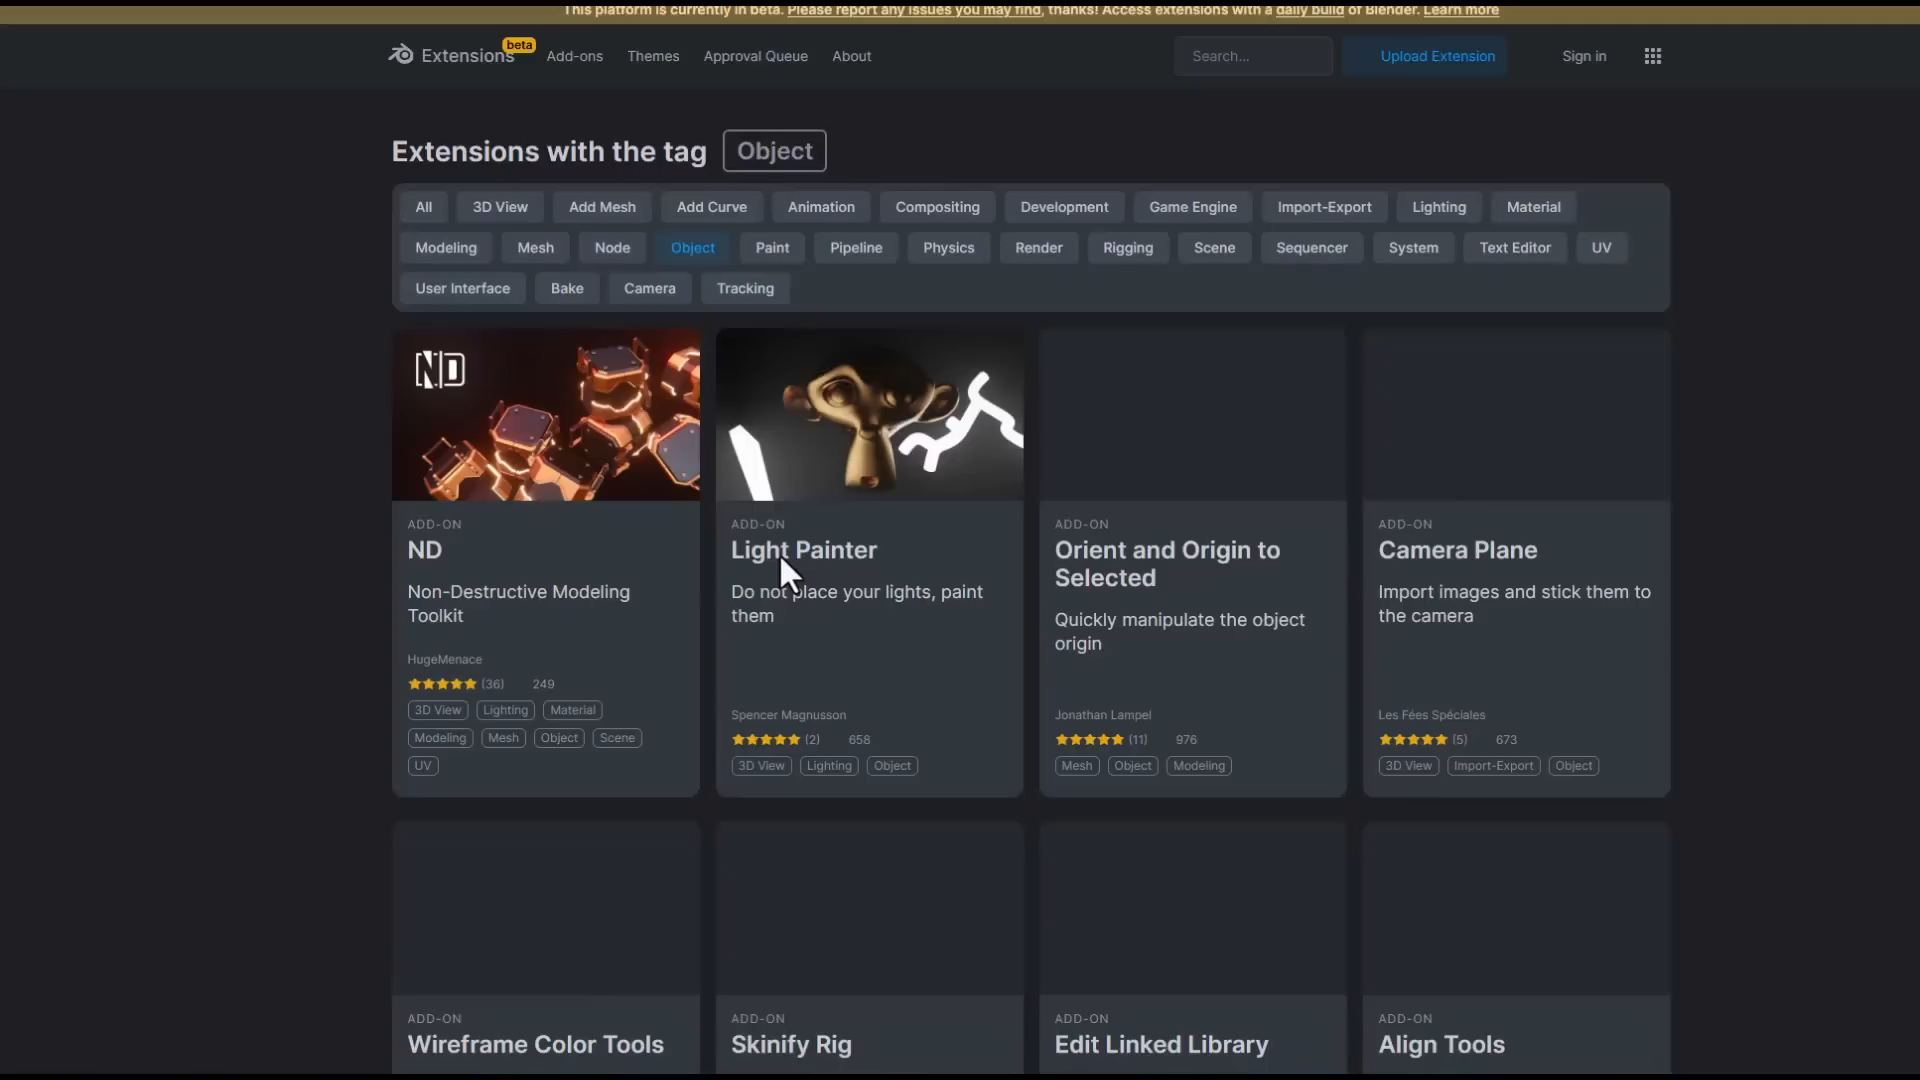 This platform is currently in beta. Please report any issues you may find, thanks! Access extensions with a daily build of Blender. Learn more
Extensions beta Add-ons Themes Approval Queue About Search... Upload Extension Sign in
Extensions with the tag Object
All 3D View Add Mesh Add Curve Animation Compositing Development Game Engine Import-Export Lighting Material
Modeling Mesh Node Object Paint Pipeline Physics Render Rigging Scene Sequencer System Text Editor UV
User Interface Bake Camera Tracking
ND
ADD-ON
ND
Non-Destructive Modeling
Toolkit
HugeMenace
(36) 249
3D View Lighting Material
Modeling Mesh Object Scene
UV
ADD-ON
Light Painter
Do not place your lights, paint
them
Spencer Magnusson
(2) 658
3D View Lighting Object
ADD-ON
Orient and Origin to
Selected
Quickly manipulate the object
origin
Jonathan Lampel
(11) 976
Mesh Object Modeling
ADD-ON
Camera Plane
Import images and stick them to
the camera
Les Fées Spéciales
(5) 673
3D View Import-Export Object
ADD-ON
Wireframe Color Tools
ADD-ON
Skinify Rig
ADD-ON
Edit Linked Library
ADD-ON
Align Tools